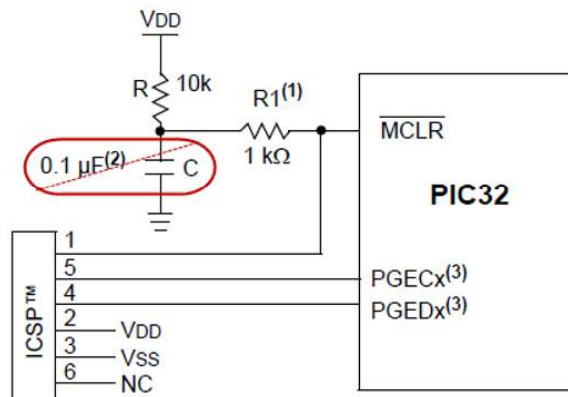 VDD
R 10k
R1(1)
1 kΩ
MCLR
0.1 µF(2)
C
PIC32
ICSP™
1
5
4
2
3
6
PGECx(3)
PGEDx(3)
VDD
VSS
NC